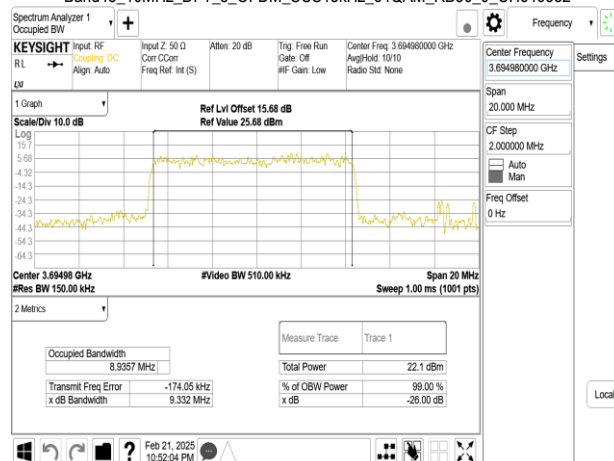 Spectrum Analyzer 1
Occupied BW
Frequency
KEYSIGHT
Input: RF
Coupling: DC
Align: Auto
Input Z: 50 Ω
Corr CCorr
Freq Ref: Int (S)
Atten: 20 dB
Trig: Free Run
Gate: Off
#IF Gain: Low
Center Freq: 3.694980000 GHz
Avg|Hold: 10/10
Radio Std: None
RL
LXI
1 Graph
Scale/Div 10.0 dB
Ref Lvl Offset 15.68 dB
Ref Value 25.68 dBm
Log
15.7
5.68
-4.32
-14.3
-24.3
-34.3
-44.3
-54.3
-64.3
Center 3.69498 GHz
#Video BW 510.00 kHz
Span 20 MHz
#Res BW 150.00 kHz
Sweep 1.00 ms (1001 pts)
2 Metrics
Measure Trace
Trace 1
Occupied Bandwidth
8.9357 MHz
Total Power
22.1 dBm
Transmit Freq Error
-174.05 kHz
% of OBW Power
99.00 %
x dB Bandwidth
9.332 MHz
x dB
-26.00 dB
Feb 21, 2025
10:52:04 PM
Center Frequency
3.694980000 GHz
Span
20.000 MHz
CF Step
2.000000 MHz
Auto
Man
Freq Offset
0 Hz
Settings
Local